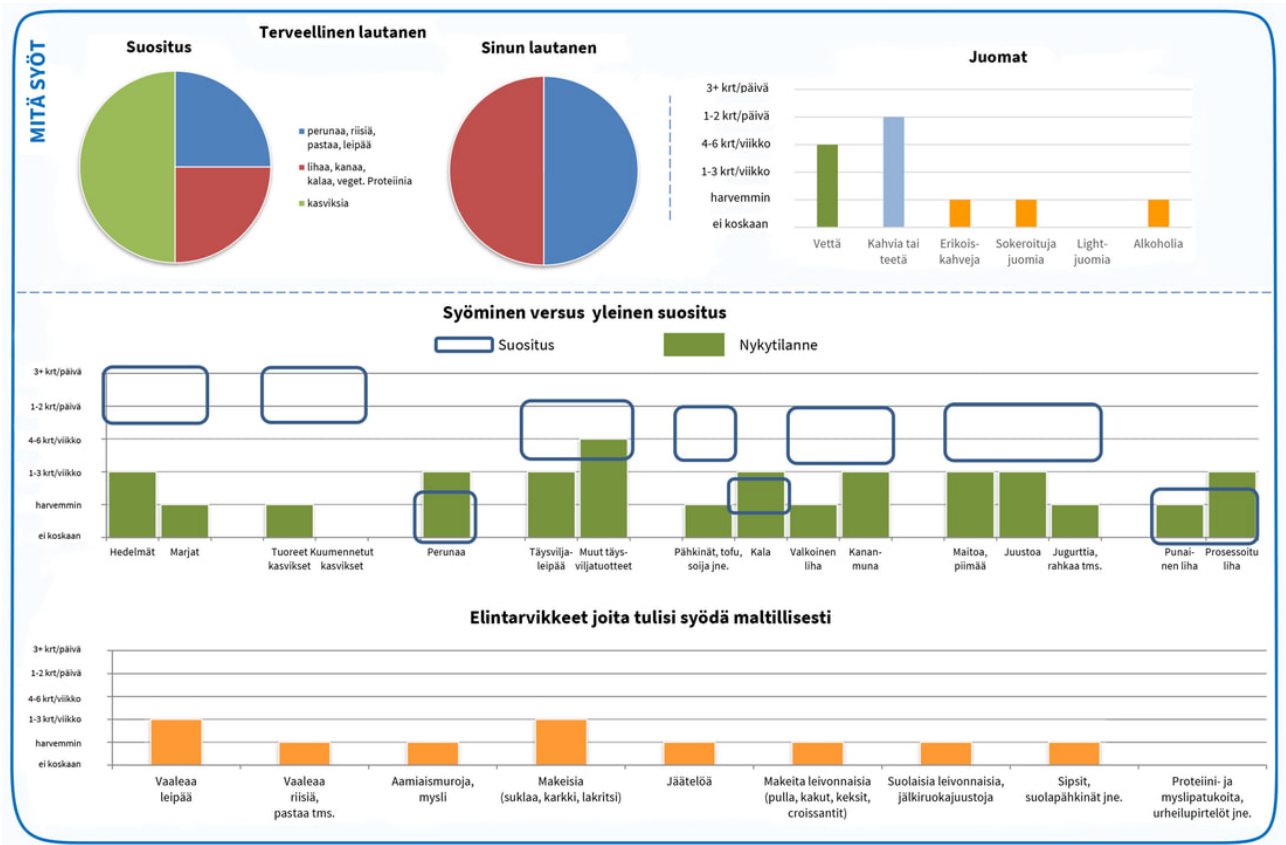 MITÄ SYÖT
Terveellinen lautanen
Suositus
Sinun lautanen
perunaa, riisiä,
pastaa, leipää
lihaa, kanaa,
kalaa, veget. Proteiinia
kasviksia
Juomat
3+ krt/päivä
1-2 krt/päivä
4-6 krt/viikko
1-3 krt/viikko
harvemmin
ei koskaan
Vettä
Kahvia tai
teetä
Erikois-
kahveja
Sokeroituja
juomia
Light-
juomia
Alkoholia
Syöminen versus yleinen suositus
Suositus
Nykytilanne
3+ krt/päivä
1-2 krt/päivä
4-6 krt/viikko
1-3 krt/viikko
harvemmin
ei koskaan
Hedelmät
Marjat
Tuoreet
kasvikset
Kuumennetut
kasvikset
Perunaa
Täysvilja-
leipää
Muut täys-
viljatuotteet
Pähkinät, tofu,
soija jne.
Kala
Valkoinen
liha
Kanan-
muna
Maitoa,
piimää
Juustoa
Jugurttia,
rahkaa tms.
Punai-
nen liha
Prosessoitu
liha
Elintarvikkeet joita tulisi syödä maltillisesti
3+ krt/päivä
1-2 krt/päivä
4-6 krt/viikko
1-3 krt/viikko
harvemmin
ei koskaan
Vaaleaa
leipää
Vaaleaa
riisiä,
pastaa tms.
Aamiaismuroja,
mysli
Makeisia
(suklaa, karkki, lakritsi)
Jäätelöä
Makeita leivonnaisia
(pulla, kakut, keksit,
croissantit)
Suolaisia leivonnaisia,
jälkiruokajuustoja
Sipsit,
suolapähkinät jne.
Proteiini- ja
myslipatukoita,
urheilupirtelöt jne.